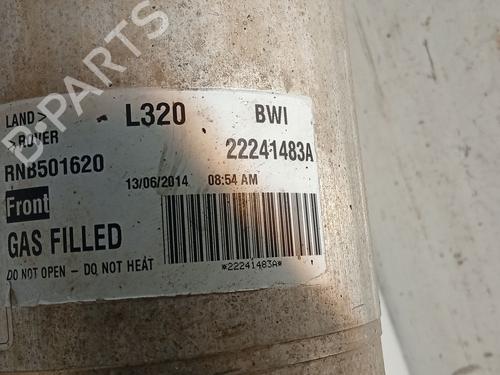 B-PARTS
LAND> L320 BWI
>ROVER
RNB501620 22241483A
Front 13/06/2014 08:54 AM
GAS FILLED
DO NOT OPEN - DO NOT HEAT *22241483A*